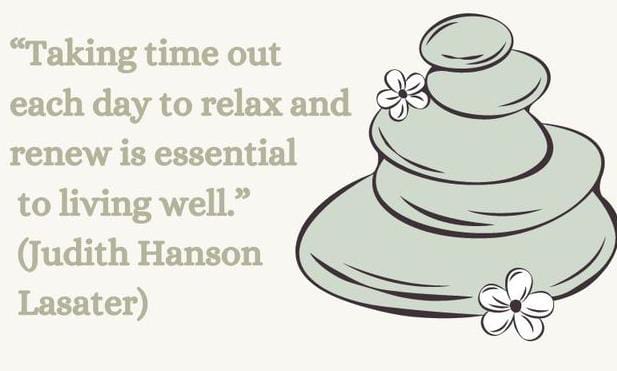 “Taking time out
each day to relax and
renew is essential
to living well.”
(Judith Hanson
Lasater)